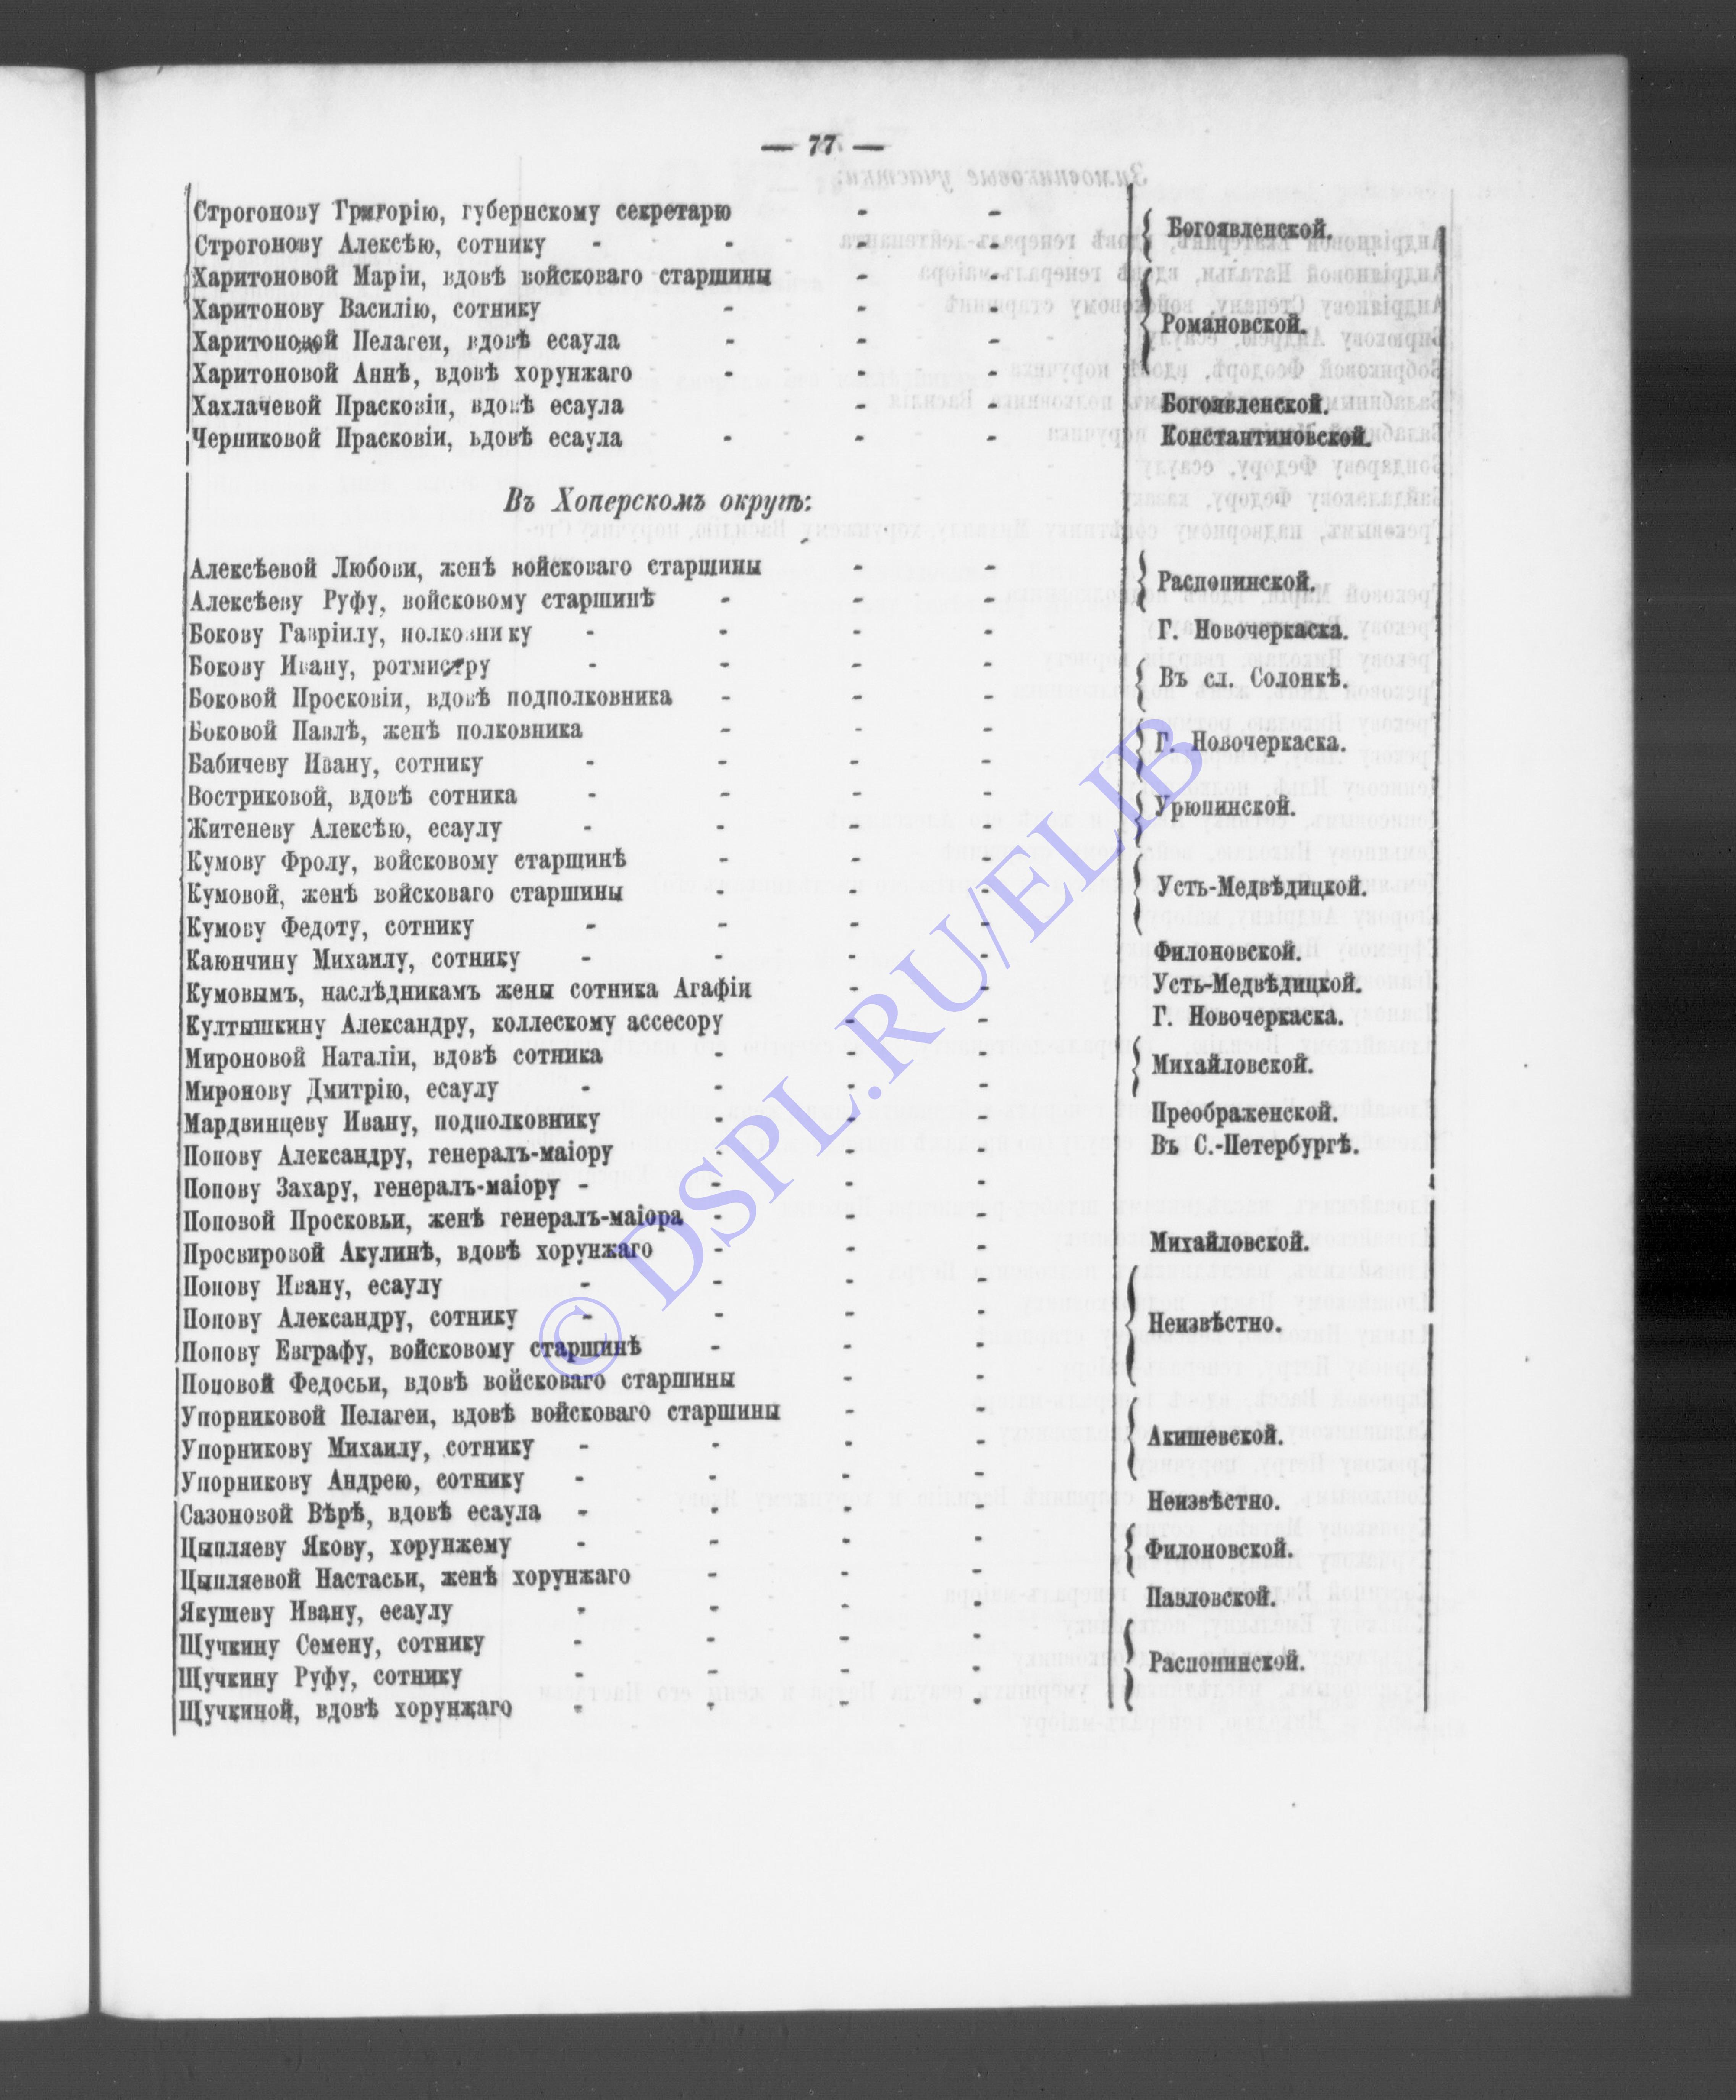 — 77 —
Строгонову Григорію, губернскому секретарю - -
Богоявленской.
Строгонову Алексѣю, сотнику - - - -
Харитоновой Маріи, вдовѣ войсковаго старшины - -
Харитонову Василію, сотнику - - -
Романовской.
Харитоновой Пелагеи, вдовѣ есаула - - -
Харитоновой Аннѣ, вдовѣ хорунжаго - - -
Хахлачевой Прасковіи, вдовѣ есаула - - Богоявленской.
Черниковой Прасковіи, вдовѣ есаула - - - Константиновской.
Въ Хоперскомъ округѣ:
Алексѣевой Любови, женѣ войсковаго старшины - -
Распопинской.
Алексѣеву Руфу, войсковому старшинѣ - - -
Бокову Гавріилу, полковнику - - - - Г. Новочеркаска.
Бокову Ивану, ротмистру - - - -
Въ сл. Солонкѣ.
Боковой Просковіи, вдовѣ подполковника - - -
Боковой Павлѣ, женѣ полковника - - -
Г. Новочеркаска.
Бабичеву Ивану, сотнику - - - -
Востриковой, вдовѣ сотника - - - -
Урюпинской.
Житеневу Алексѣю, есаулу - - - -
Кумову Фролу, войсковому старшинѣ - - -
Кумовой, женѣ войсковаго старшины - - - Усть-Медвѣдицкой.
Кумову Федоту, сотнику - - - -
Каюнчину Михаилу, сотнику - - - - Филоновской.
Кумовымъ, наслѣдникамъ жены сотника Агафіи - - Усть-Медвѣдицкой.
Култышкину Александру, коллескому ассесору - - Г. Новочеркаска.
Мироновой Наталіи, вдовѣ сотника - - -
Михайловской.
Миронову Дмитрію, есаулу - - - -
Мардвинцеву Ивану, подполковнику - - - Преображенской.
Попову Александру, генералъ-маіору - - - Въ С.-Петербургѣ.
Попову Захару, генералъ-маіору - - - -
Поповой Просковьи, женѣ генералъ-маіора - - -
Просвировой Акулинѣ, вдовѣ хорунжаго - - - Михайловской.
Попову Ивану, есаулу - - - -
Попову Александру, сотнику - - - - Неизвѣстно.
Попову Евграфу, войсковому старшинѣ - - -
Поповой Федосьи, вдовѣ войсковаго старшины - -
Упорниковой Пелагеи, вдовѣ войсковаго старшины - -
Упорникову Михаилу, сотнику - - - - Акишевской.
Упорникову Андрею, сотнику - - - -
Сазоновой Вѣрѣ, вдовѣ есаула - - - - Неизвѣстно.
Цыпляеву Якову, хорунжему - - - -
Филоновской.
Цыпляевой Настасьи, женѣ хорунжаго - - -
Якушеву Ивану, есаулу - - - - Павловской.
Щучкину Семену, сотнику - - - -
Щучкину Руфу, сотнику - - - - Распопинской.
Щучкиной, вдовѣ хорунжаго - - - -
© DSPL.RU/ELIB